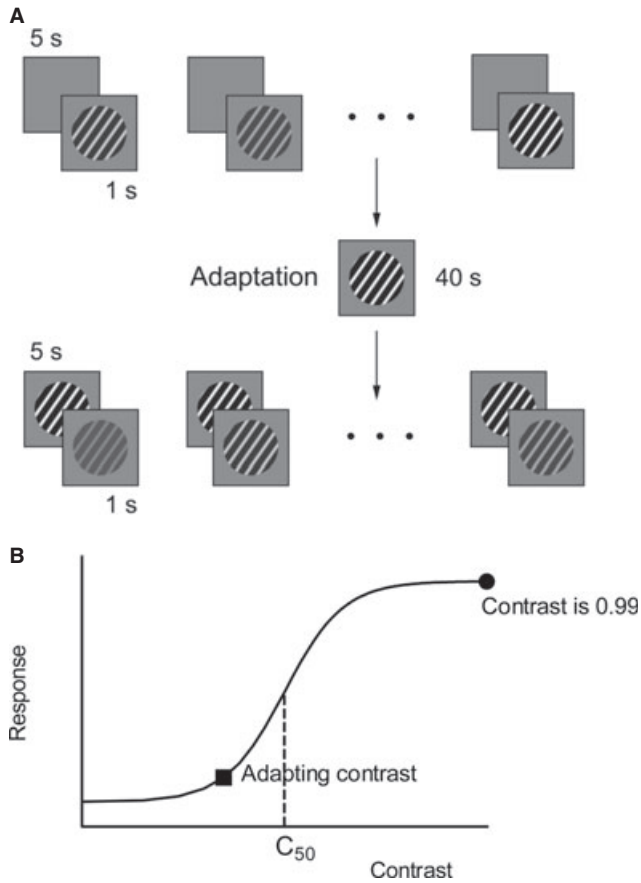 A
5 s
1 s
Adaptation 40 s
5 s
1 s
B
Response
Contrast is 0.99
Adapting contrast
C50
Contrast